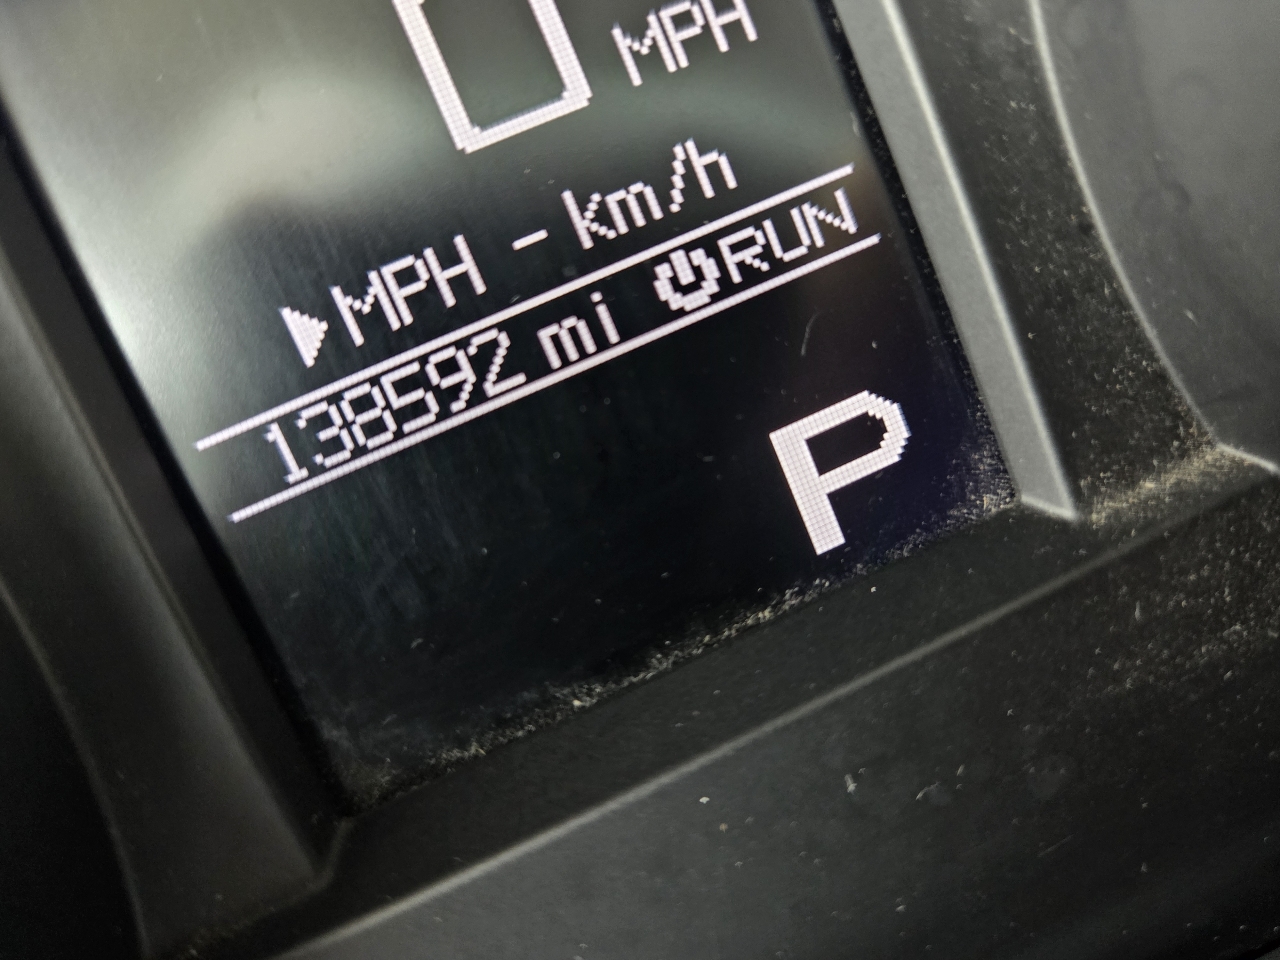 0 MPH
▶MPH - km/h
138592 mi ⏻RUN
P